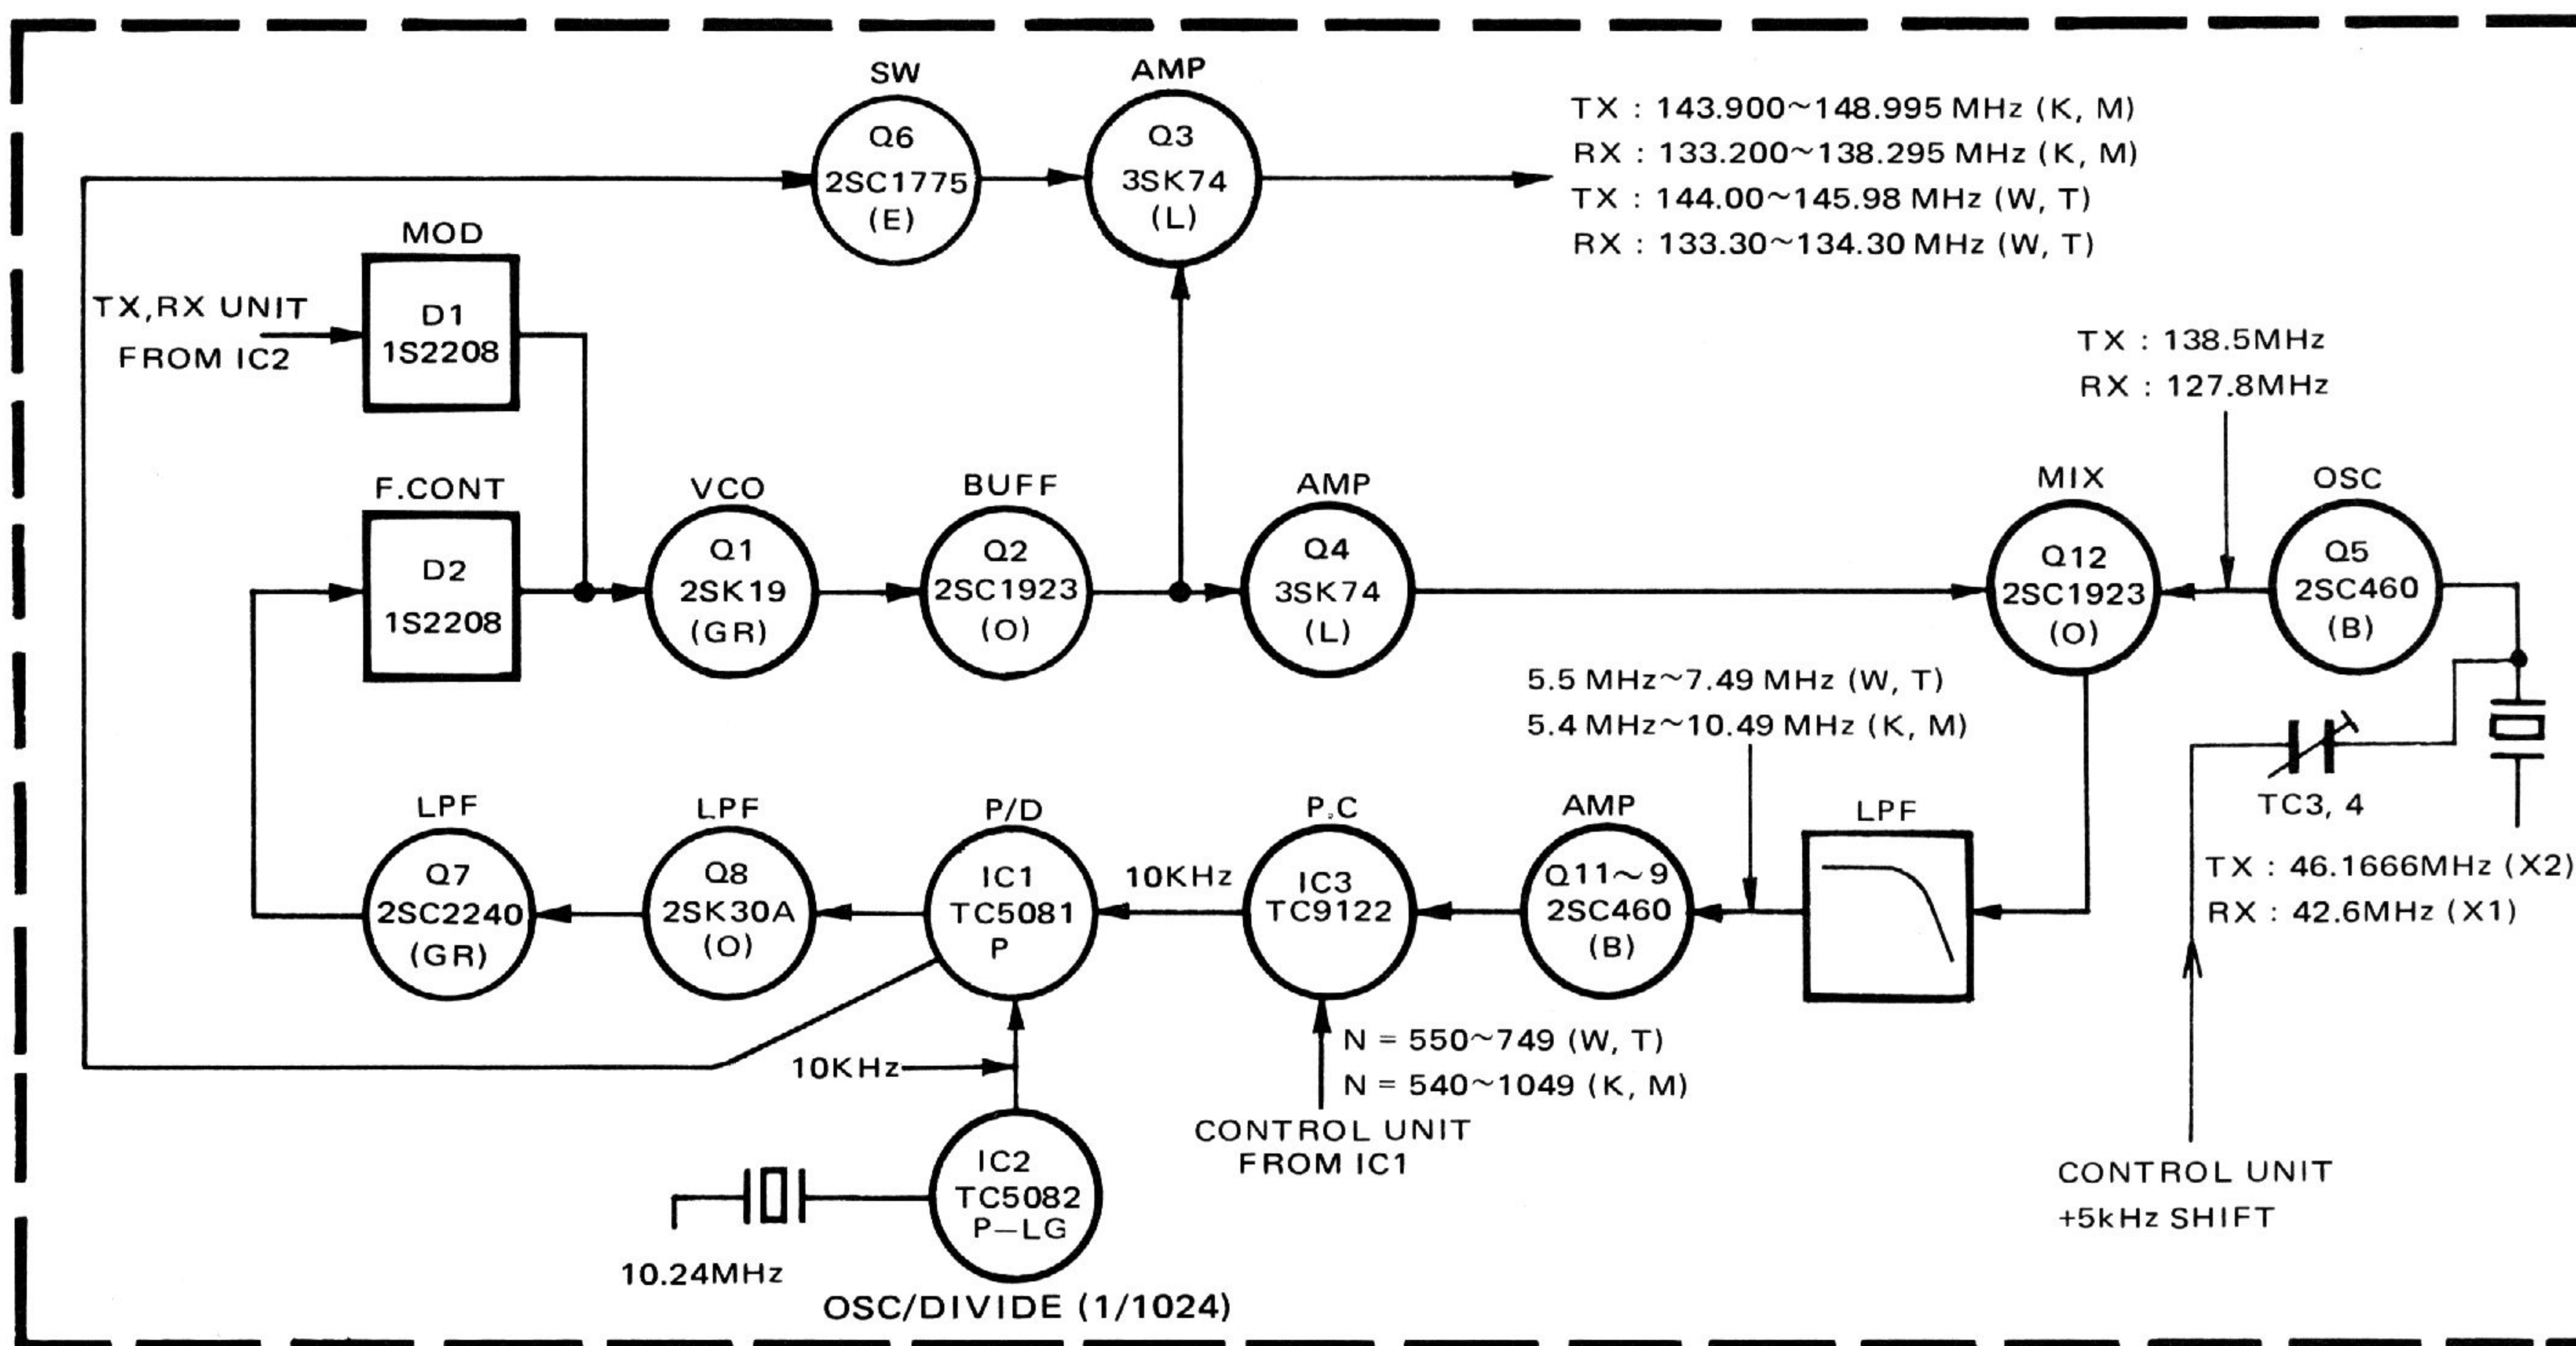 SW
Q6
2SC1775
(E)
AMP
Q3
3SK74
(L)
TX : 143.900~148.995 MHz (K, M)
RX : 133.200~138.295 MHz (K, M)
TX : 144.00~145.98 MHz (W, T)
RX : 133.30~134.30 MHz (W, T)
MOD
D1
1S2208
TX,RX UNIT
FROM IC2
TX : 138.5MHz
RX : 127.8MHz
F.CONT
D2
1S2208
VCO
Q1
2SK19
(GR)
BUFF
Q2
2SC1923
(O)
AMP
Q4
3SK74
(L)
MIX
Q12
2SC1923
(O)
OSC
Q5
2SC460
(B)
5.5 MHz~7.49 MHz (W, T)
5.4 MHz~10.49 MHz (K, M)
TC3, 4
TX : 46.1666MHz (X2)
RX : 42.6MHz (X1)
LPF
Q7
2SC2240
(GR)
LPF
Q8
2SK30A
(O)
P/D
IC1
TC5081
P
10KHz
P.C
IC3
TC9122
AMP
Q11~9
2SC460
(B)
LPF
10KHz
N = 550~749 (W, T)
N = 540~1049 (K, M)
CONTROL UNIT
FROM IC1
IC2
TC5082
P-LG
10.24MHz
OSC/DIVIDE (1/1024)
CONTROL UNIT
+5kHz SHIFT